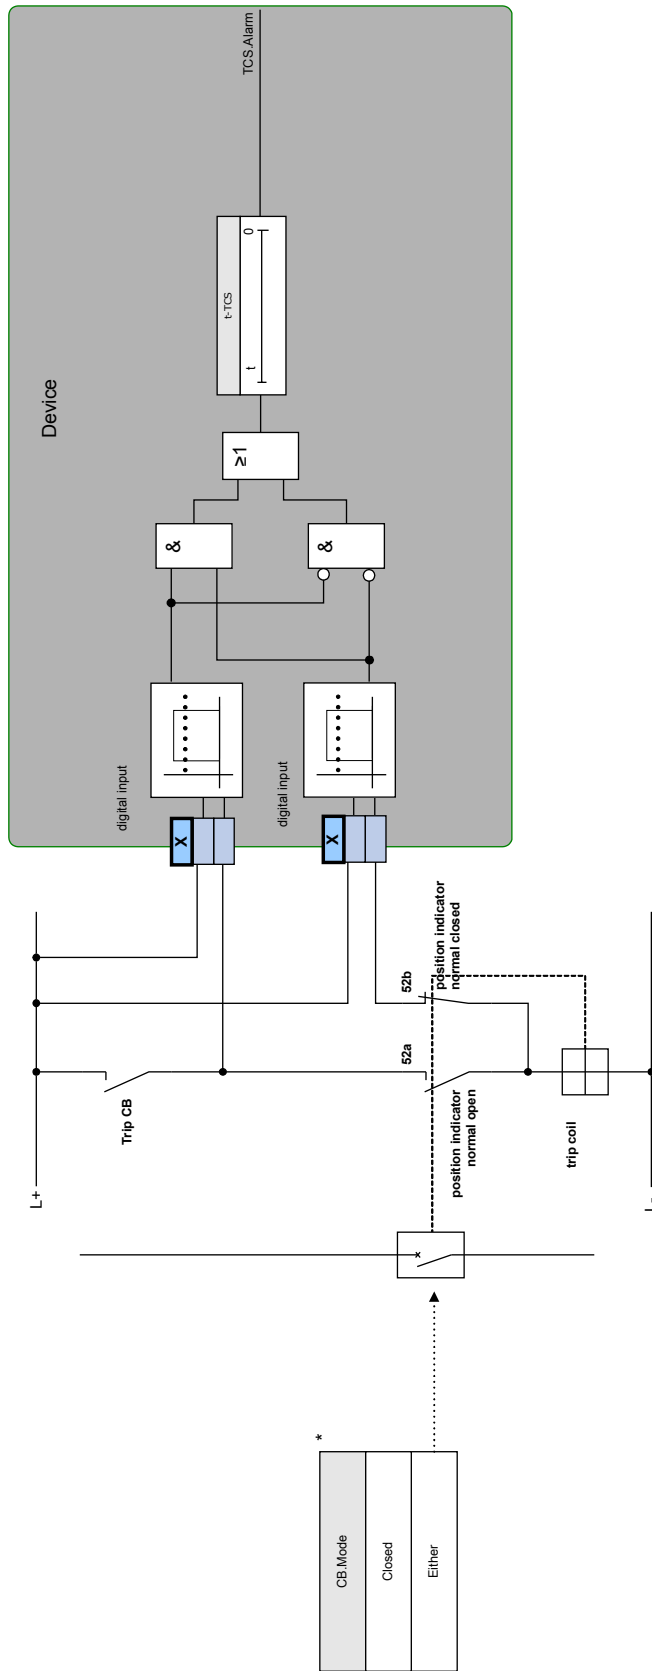 L+
Device
digital input
Trip CB
X
&
t-TCS
≥1
TCS.Alarm
t 0
digital input
*
X
&
CB.Mode
Closed
Either
52a
52b
position indicator
normal open
position indicator
normal closed
trip coil
L-